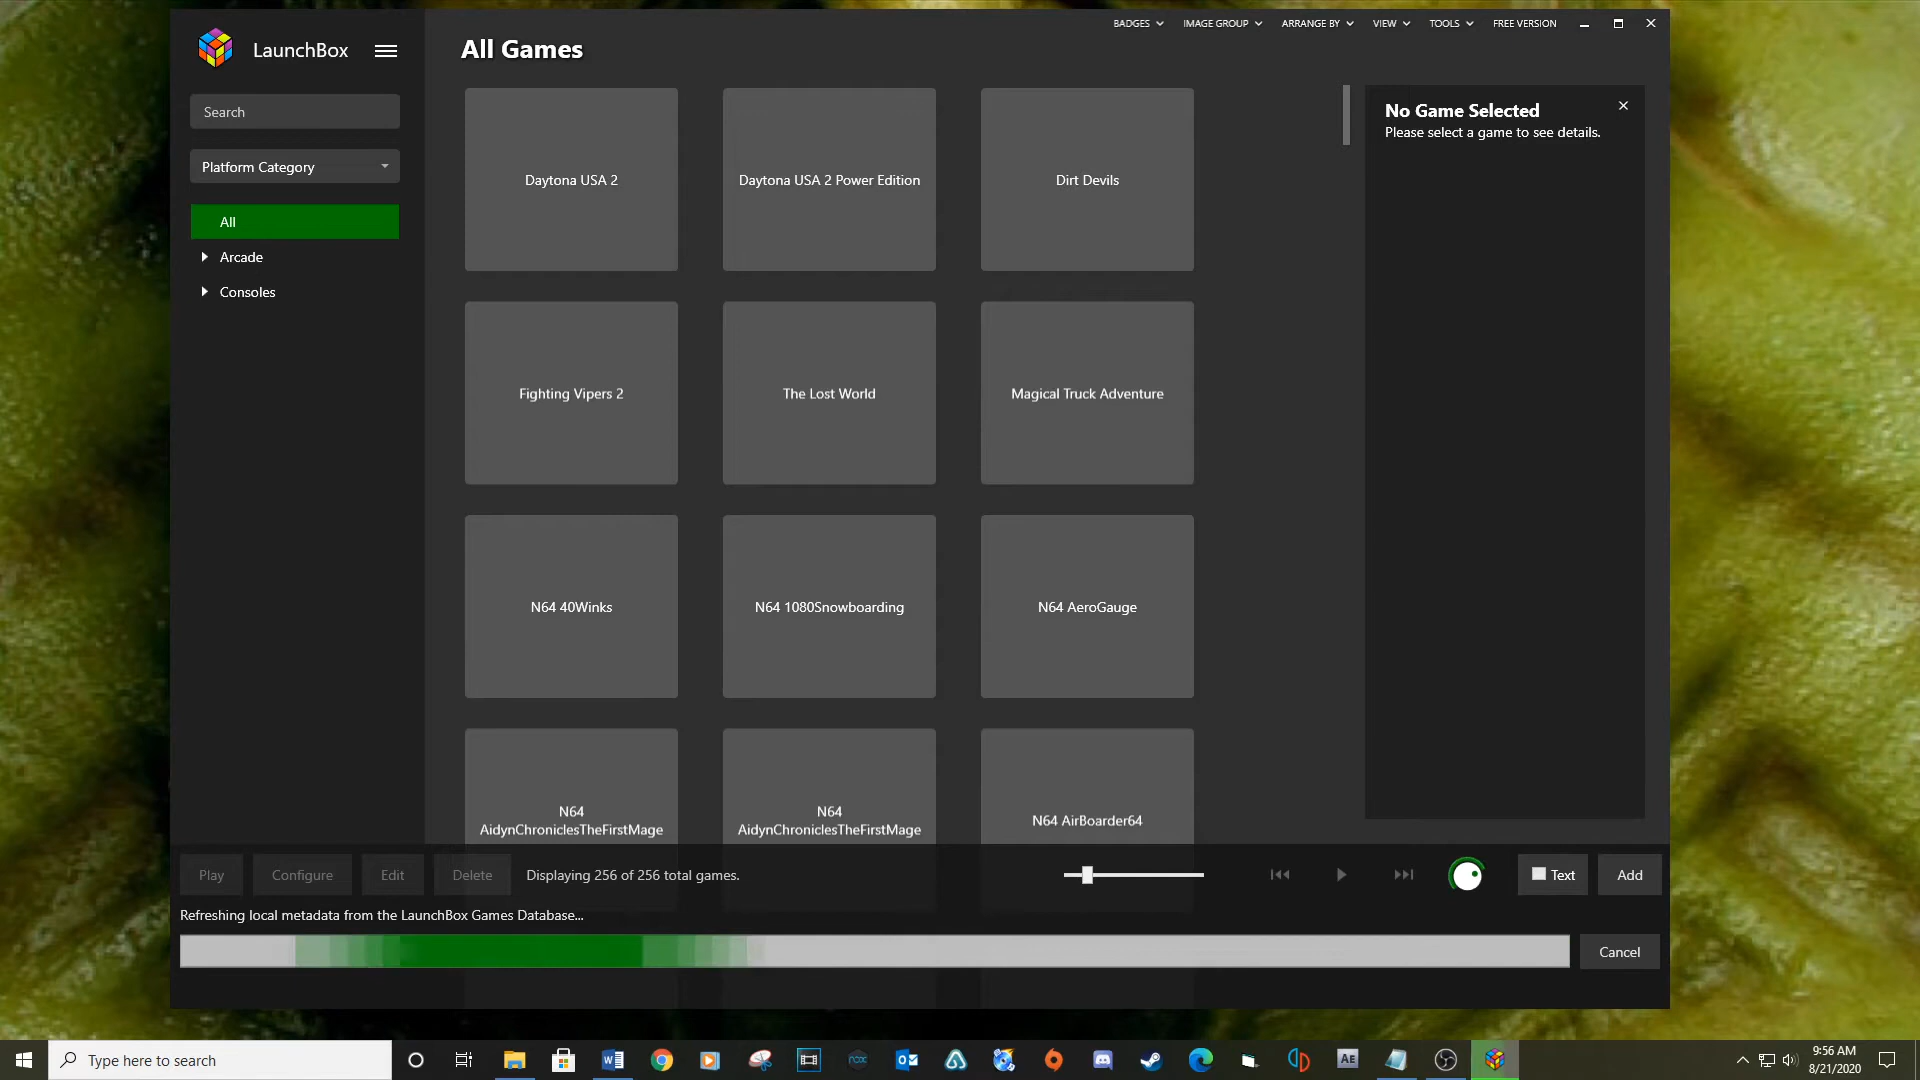 LaunchBox
Search
Platform Category
All
Arcade
Consoles
All Games
BADGES
IMAGE GROUP
ARRANGE BY
VIEW
TOOLS
FREE VERSION
Daytona USA 2
Daytona USA 2 Power Edition
Dirt Devils
Fighting Vipers 2
The Lost World
Magical Truck Adventure
N64 40Winks
N64 1080Snowboarding
N64 AeroGauge
N64
AidynChroniclesTheFirstMage
N64
AidynChroniclesTheFirstMage
N64 AirBoarder64
No Game Selected
Please select a game to see details.
Play
Configure
Edit
Delete
Displaying 256 of 256 total games.
Text
Add
Refreshing local metadata from the LaunchBox Games Database...
Cancel
Type here to search
nox
Ae
9:56 AM
8/21/2020